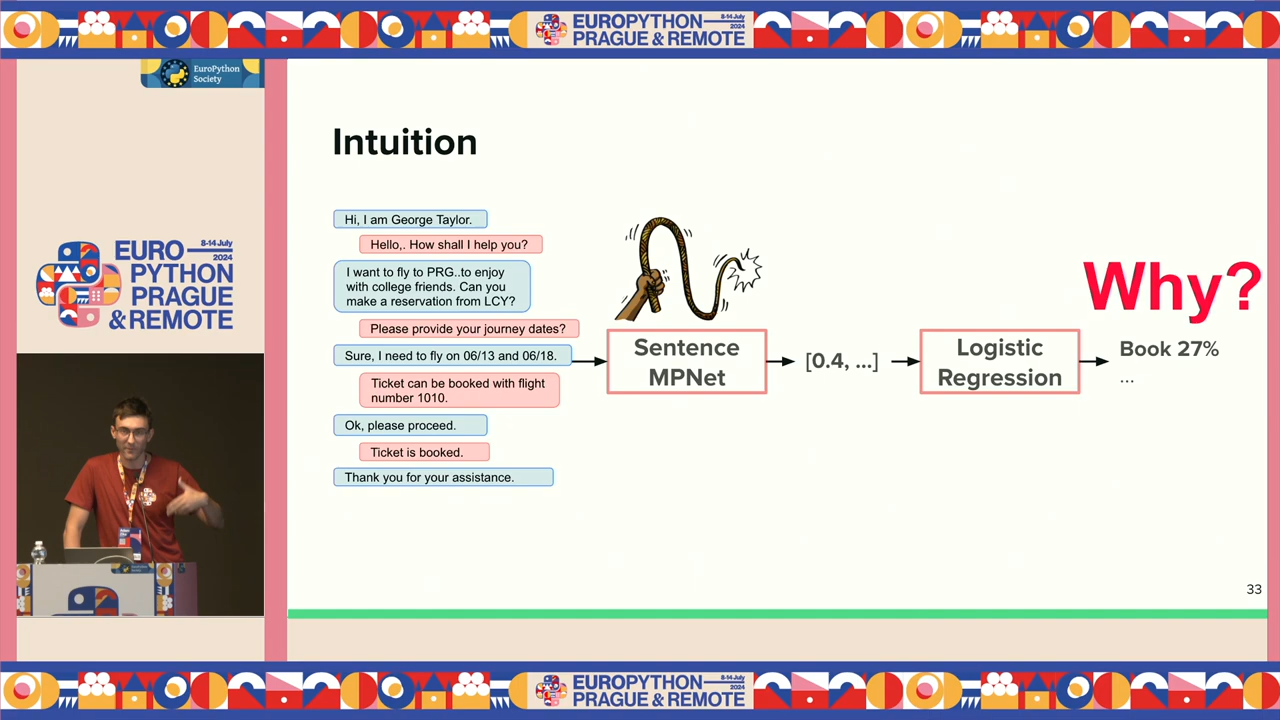 EUROPYTHON
PRAGUE & REMOTE
2024
8-14 July
EuroPython
Society
EURO
8-14 July
2024
PYTHON
PRAGUE
& REMOTE
Intuition
Hi, I am George Taylor.
Hello,. How shall I help you?
I want to fly to PRG..to enjoy
with college friends. Can you
make a reservation from LCY?
Please provide your journey dates?
Sure, I need to fly on 06/13 and 06/18.
Ticket can be booked with flight
number 1010.
Ok, please proceed.
Ticket is booked.
Thank you for your assistance.
Sentence
MPNet
[0.4, ...]
Logistic
Regression
Why?
Book 27%
...
33
EUROPYTHON
PRAGUE & REMOTE
2024
8-14 July